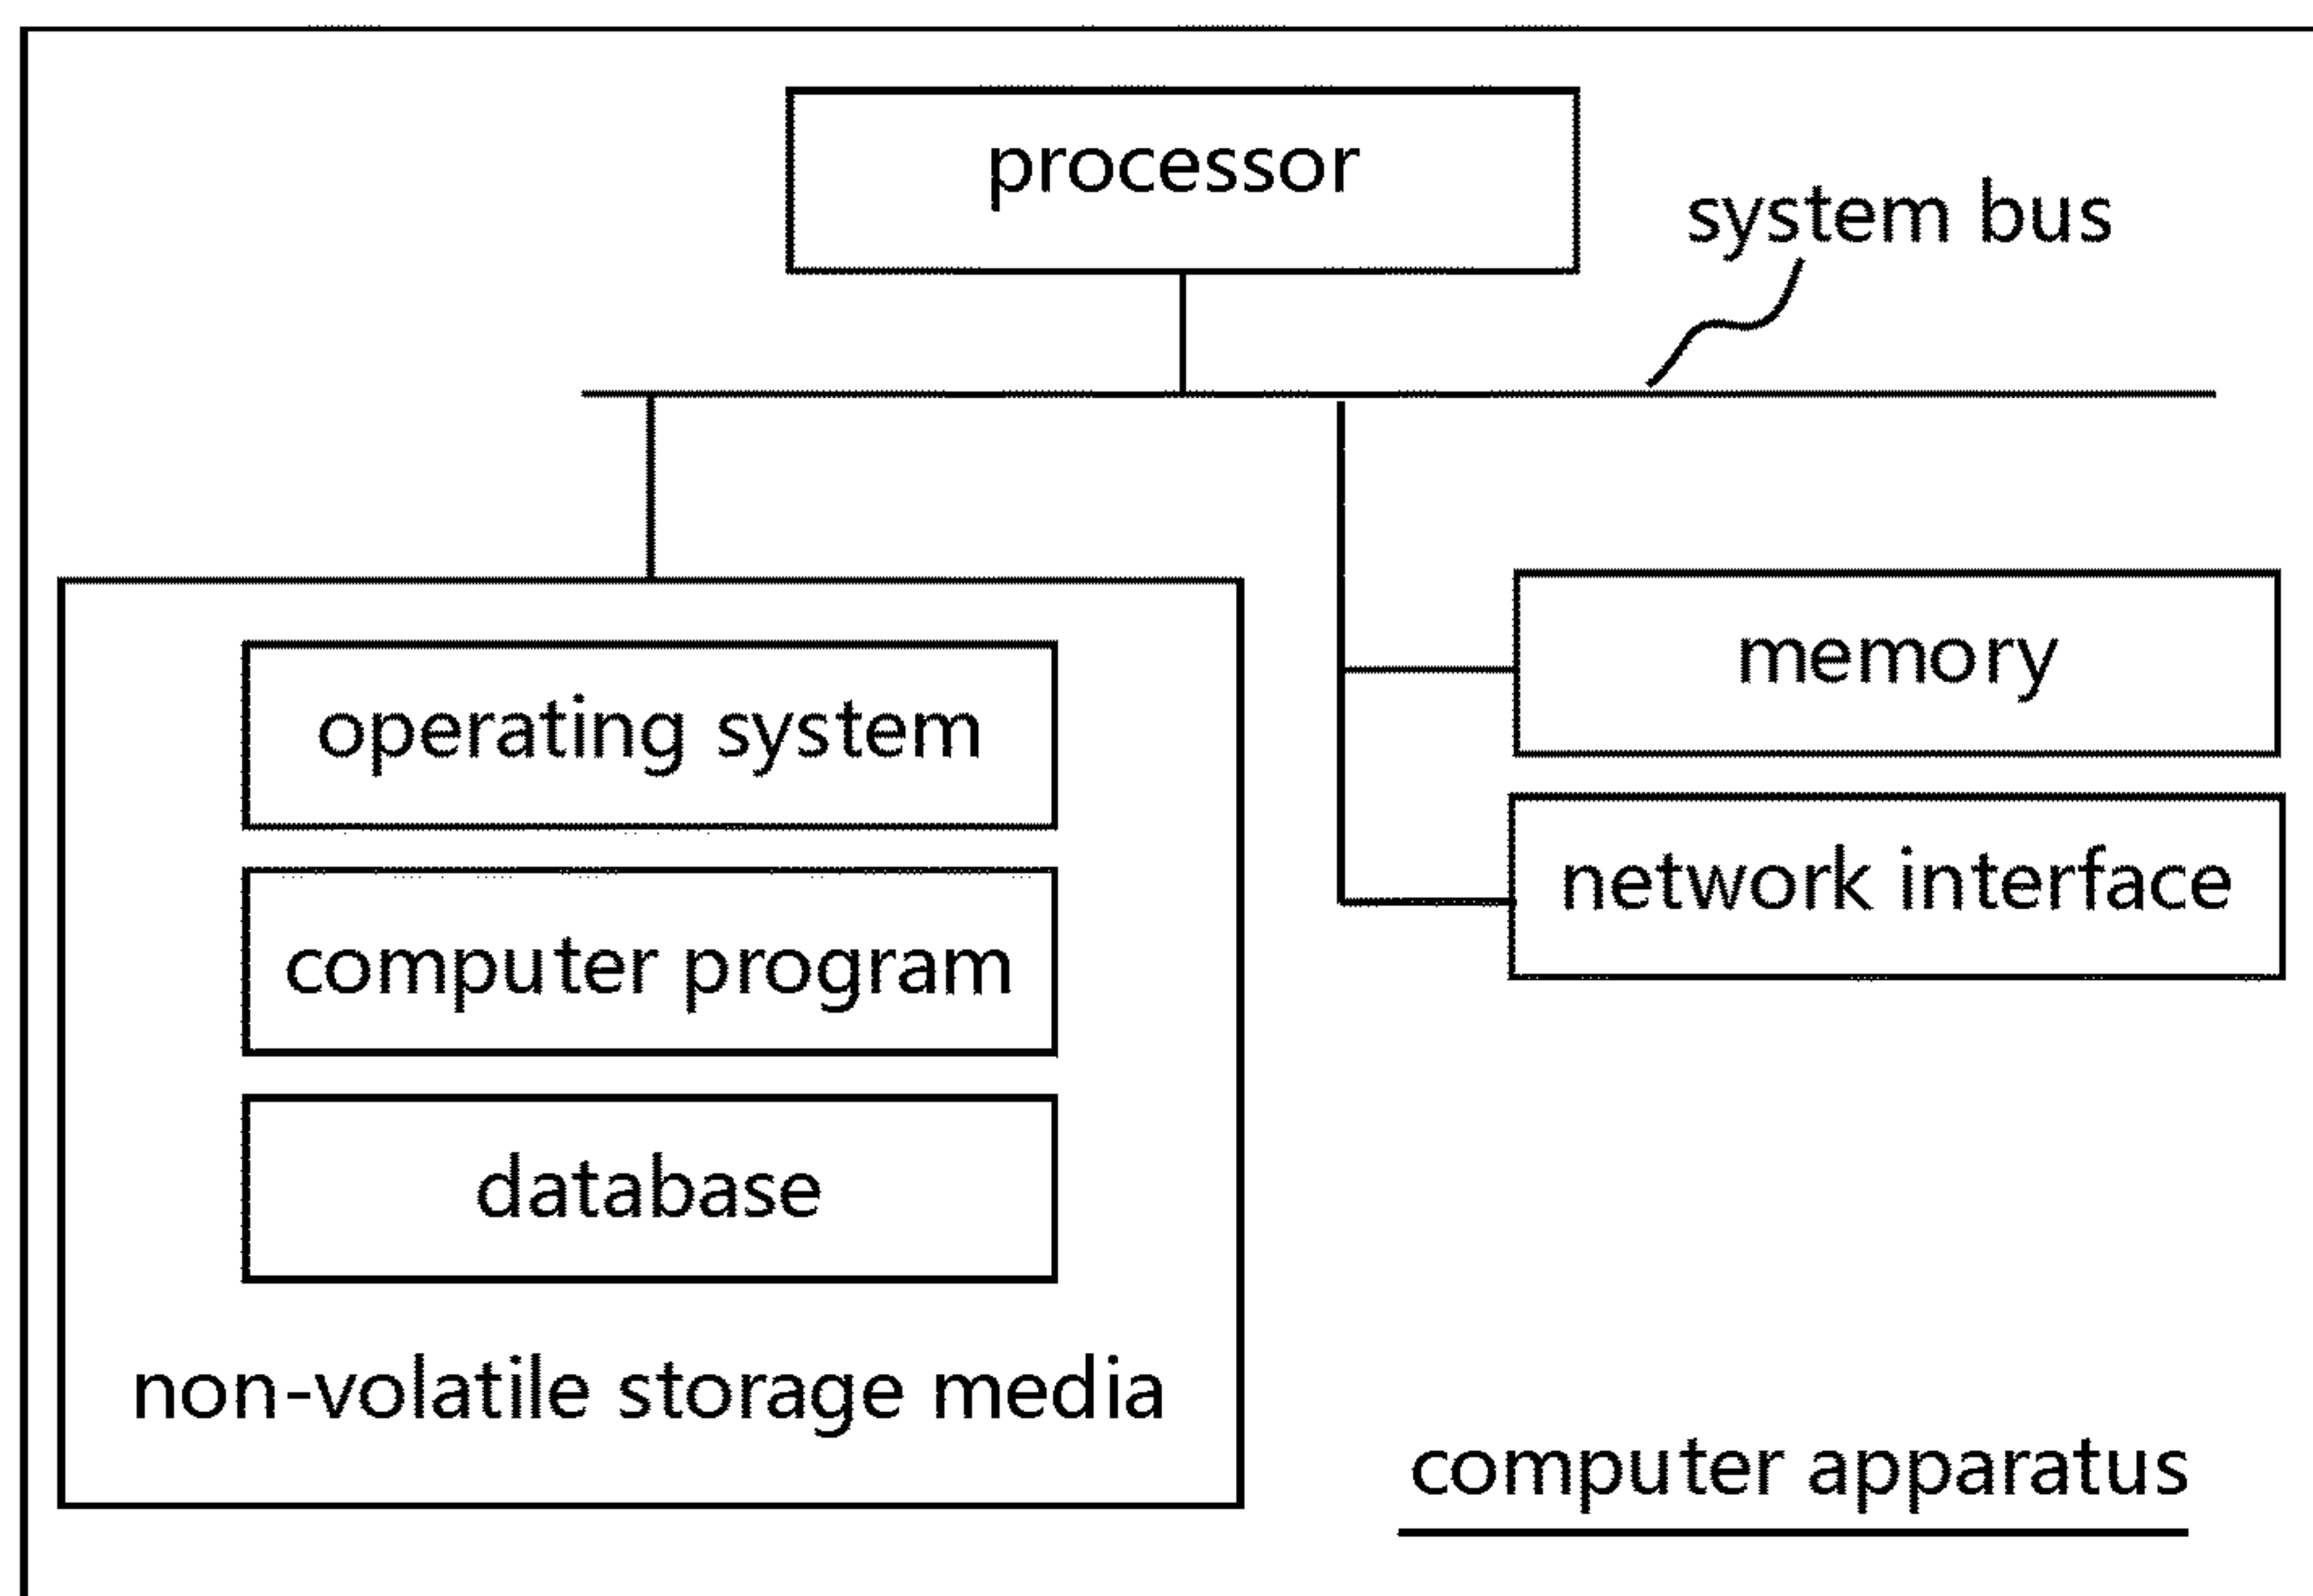 processor
system bus
memory
operating system
network interface
computer program
database
non-volatile storage media
computer apparatus